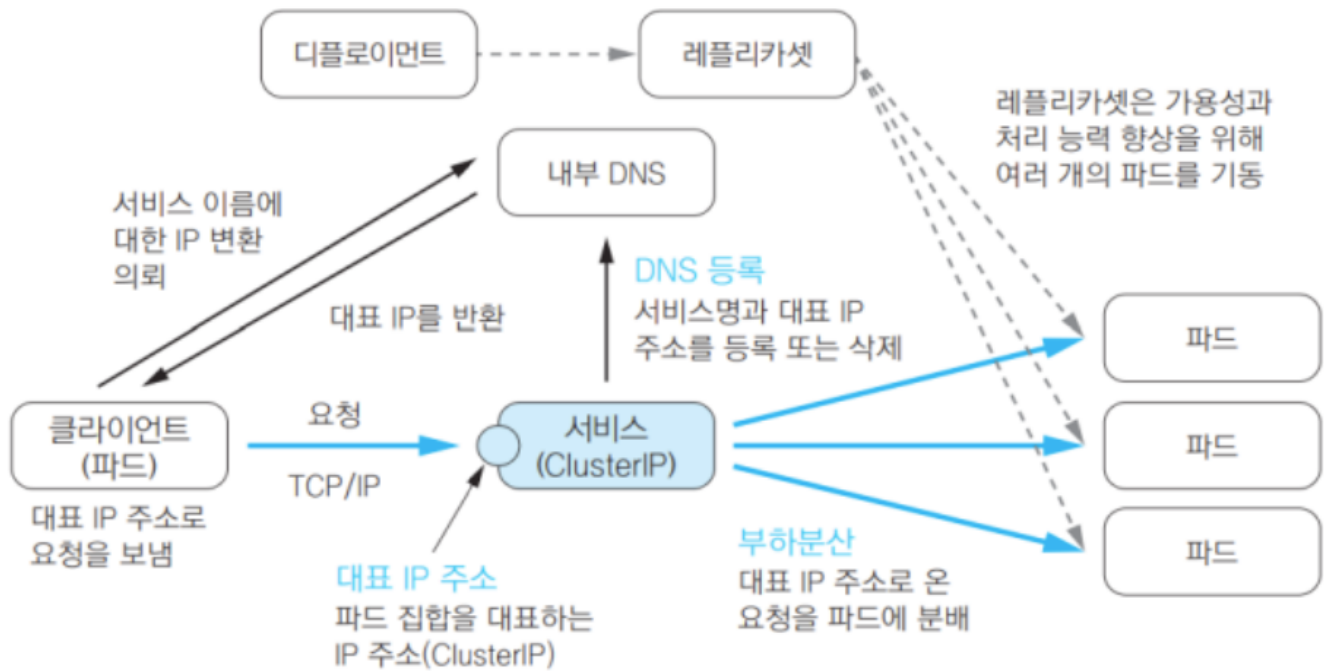 디플로이먼트
레플리카셋
레플리카셋은 가용성과
처리 능력 향상을 위해
여러 개의 파드를 기동
내부 DNS
서비스 이름에
대한 IP 변환
의뢰
대표 IP를 반환
DNS 등록
서비스명과 대표 IP
주소를 등록 또는 삭제
파드
클라이언트
(파드)
요청
TCP/IP
서비스
(ClusterIP)
파드
대표 IP 주소로
요청을 보냄
대표 IP 주소
파드 집합을 대표하는
IP 주소(ClusterIP)
부하분산
대표 IP 주소로 온
요청을 파드에 분배
파드